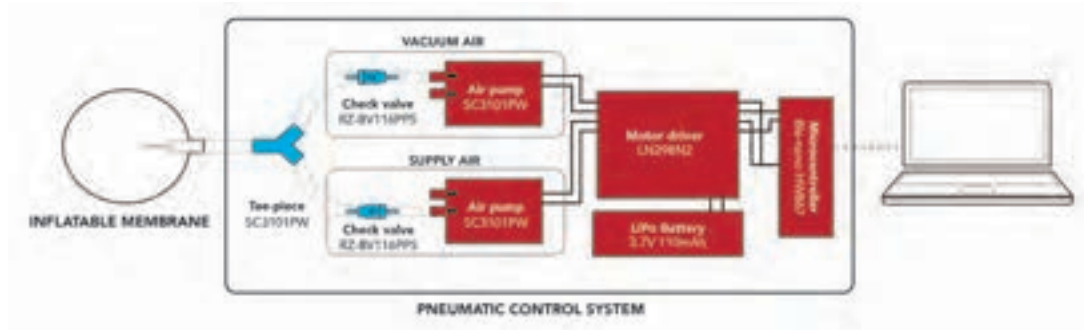 VACUUM AIR
Air pump
SC3101PW
Check valve
RZ-BV116PPS
Motor driver
LN298N2
Microcontroller
SUPPLY AIR
INFLATABLE MEMBRANE
Tee-piece
SC3101PW
Air pump
SC3101PW
Check valve
RZ-BV116PPS
LiPo Battery
3.7V 110mAh
PNEUMATIC CONTROL SYSTEM